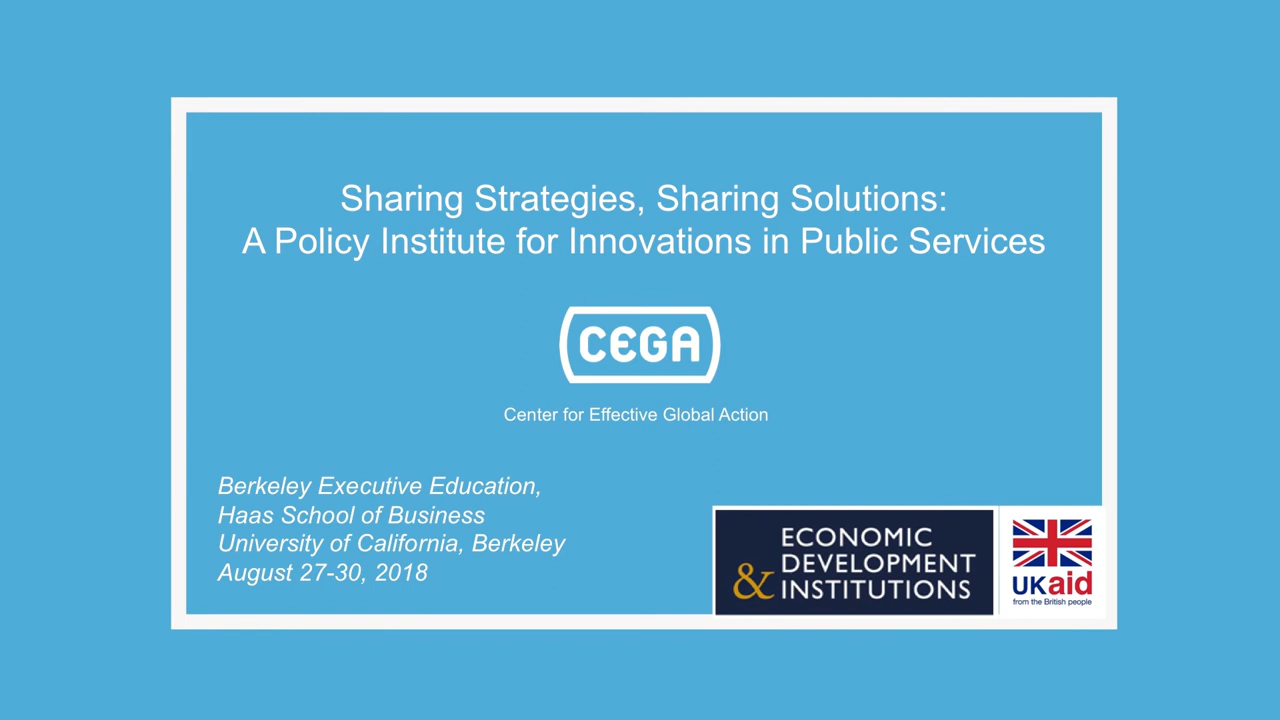 Sharing Strategies, Sharing Solutions:
A Policy Institute for Innovations in Public Services
CEGA
Center for Effective Global Action
Berkeley Executive Education,
Haas School of Business
University of California, Berkeley
August 27-30, 2018
ECONOMIC
DEVELOPMENT
& INSTITUTIONS
UKaid
from the British people